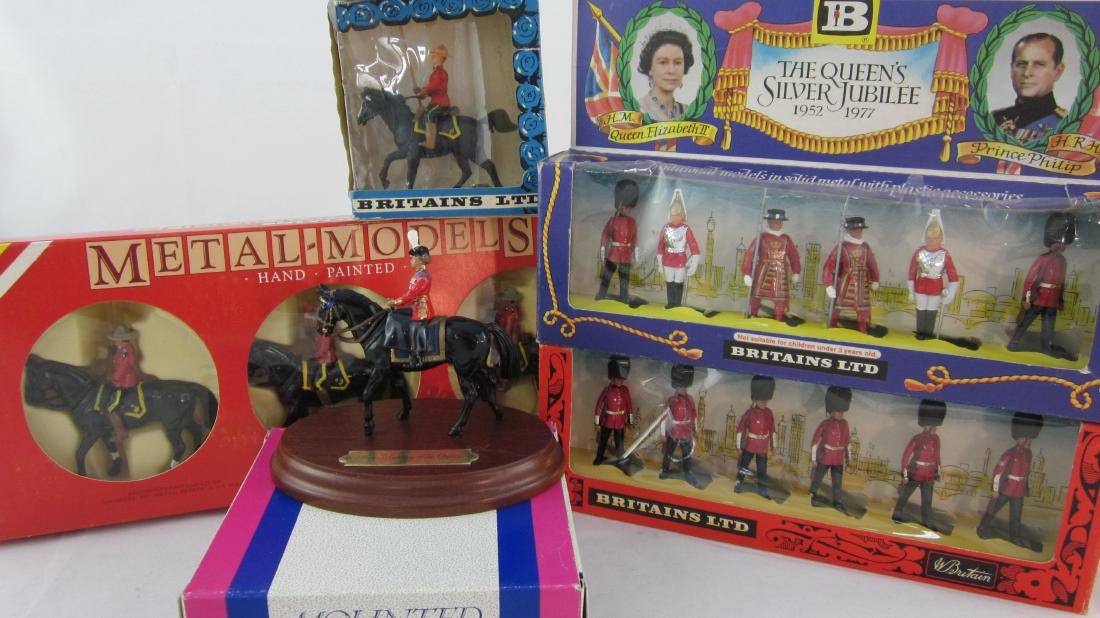 BRITAINS LTD
B
THE QUEEN'S
SILVER JUBILEE
1952 1977
H.M.
Queen Elizabeth II
H.R.H
Prince Philip
models in solid metal with plastic accessories
METAL-MODELS
· HAND · PAINTED ·
Not suitable for children under 3 years old.
BRITAINS LTD
BRITAINS LTD
W Britain
MOUNTED